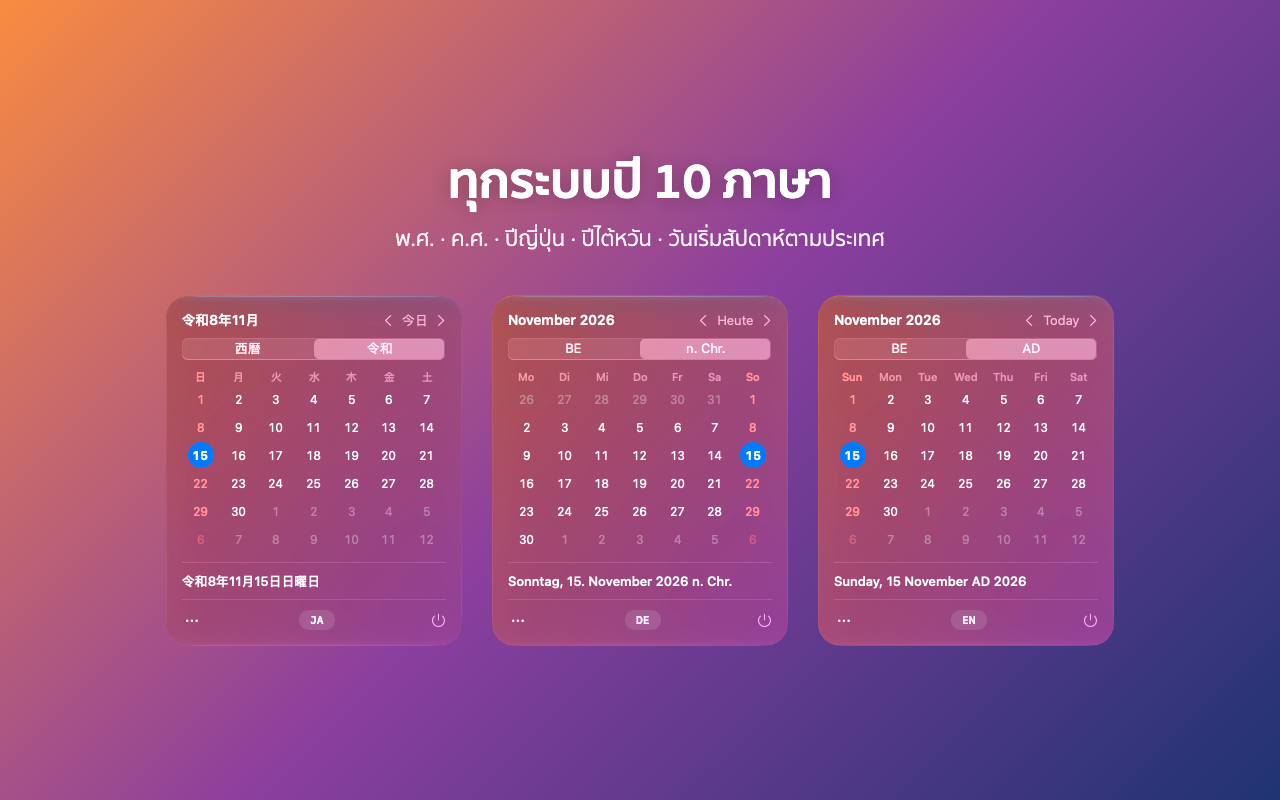 ทุกระบบปี 10 ภาษา
พ.ศ. · ค.ศ. · ปีญี่ปุ่น · ปีไต้หวัน · วันเริ่มสัปดาห์ตามประเทศ
令和8年11月 今日
西暦 令和
日 月 火 水 木 金 土
1 2 3 4 5 6 7
8 9 10 11 12 13 14
15 16 17 18 19 20 21
22 23 24 25 26 27 28
29 30 1 2 3 4 5
6 7 8 9 10 11 12
令和8年11月15日日曜日
... JA
November 2026 Heute
BE n. Chr.
Mo Di Mi Do Fr Sa So
26 27 28 29 30 31 1
2 3 4 5 6 7 8
9 10 11 12 13 14 15
16 17 18 19 20 21 22
23 24 25 26 27 28 29
30 1 2 3 4 5 6
Sonntag, 15. November 2026 n. Chr.
... DE
November 2026 Today
BE AD
Sun Mon Tue Wed Thu Fri Sat
1 2 3 4 5 6 7
8 9 10 11 12 13 14
15 16 17 18 19 20 21
22 23 24 25 26 27 28
29 30 1 2 3 4 5
6 7 8 9 10 11 12
Sunday, 15 November AD 2026
... EN